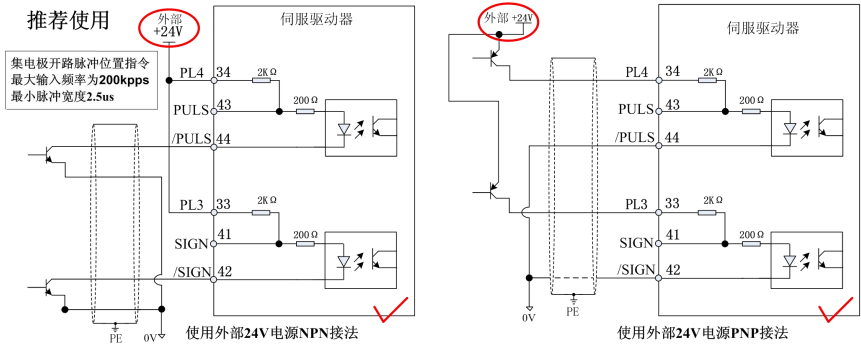 推荐使用
外部
+24V
集电极开路脉冲位置指令
最大输入频率为200kpps
最小脉冲宽度2.5us
伺服驱动器
PL4 34 2KΩ
PULS 43 200Ω
/PULS 44
PL3 33 2KΩ
SIGN 41 200Ω
/SIGN 42
PE
0V
使用外部24V电源NPN接法
外部 +24V
伺服驱动器
PL4 34 2KΩ
PULS 43 200Ω
/PULS 44
PL3 33 2KΩ
SIGN 41 200Ω
/SIGN 42
PE
0V
使用外部24V电源PNP接法